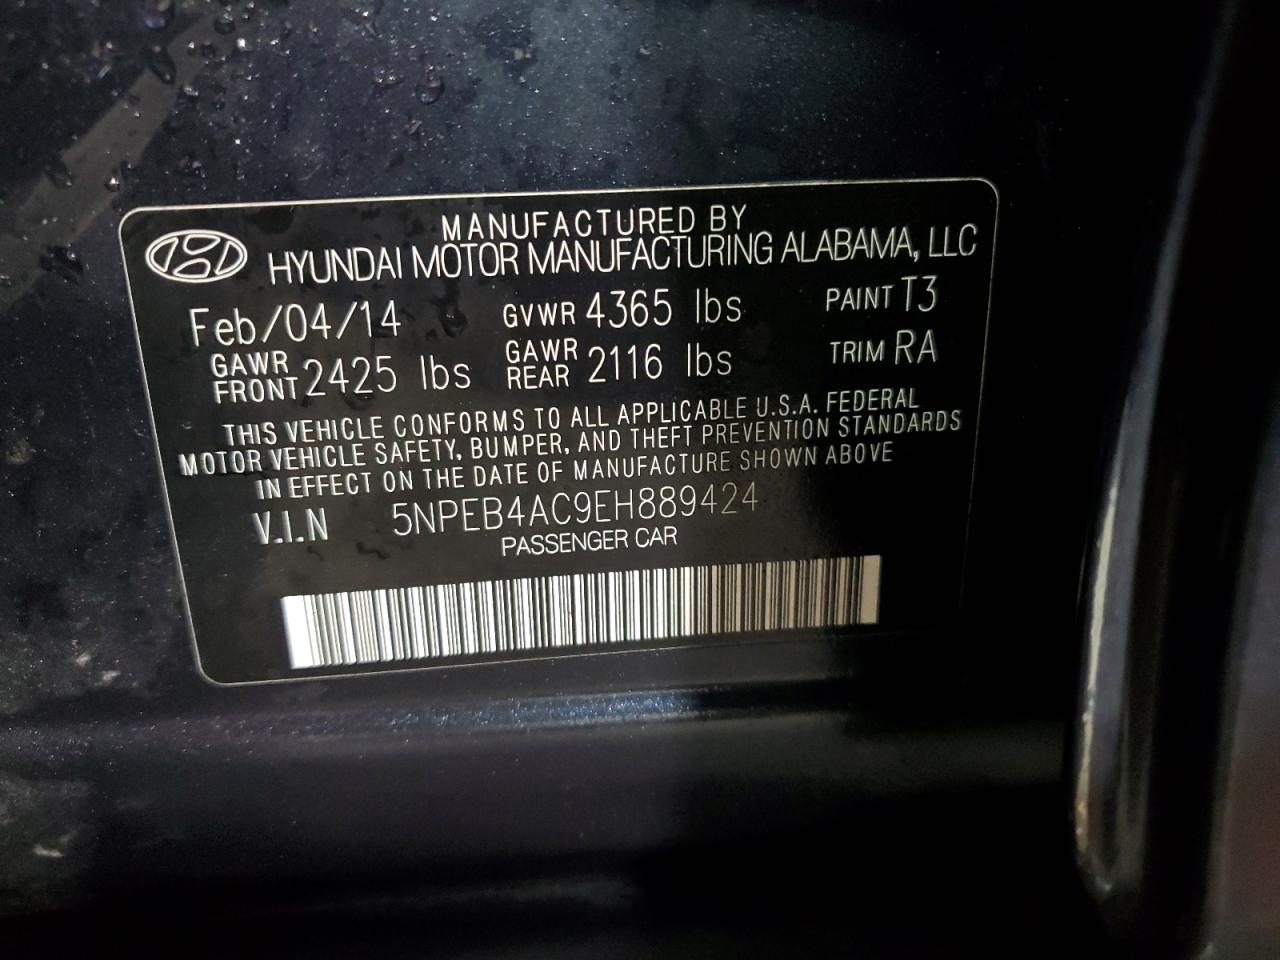 MANUFACTURED BY
HYUNDAI MOTOR MANUFACTURING ALABAMA, LLC
Feb/04/14 GVWR 4365 lbs PAINT T3
GAWR FRONT 2425 lbs GAWR REAR 2116 lbs TRIM RA
THIS VEHICLE CONFORMS TO ALL APPLICABLE U.S.A. FEDERAL
MOTOR VEHICLE SAFETY, BUMPER, AND THEFT PREVENTION STANDARDS
IN EFFECT ON THE DATE OF MANUFACTURE SHOWN ABOVE
V.I.N 5NPEB4AC9EH889424
PASSENGER CAR